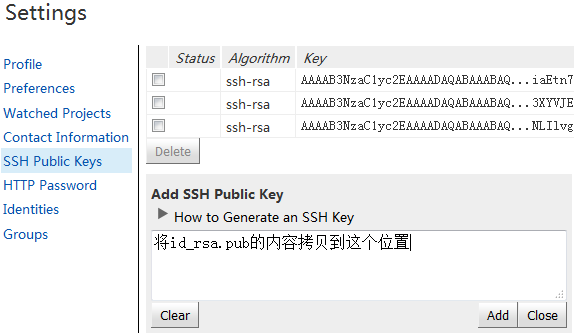 Settings
Profile
Preferences
Watched Projects
Contact Information
SSH Public Keys
HTTP Password
Identities
Groups
Status Algorithm Key
ssh-rsa AAAAB3NzaC1yc2EAAAADAQABAAABAQ...iaEtn7
ssh-rsa AAAAB3NzaC1yc2EAAAADAQABAAABAQ...3XYVJE
ssh-rsa AAAAB3NzaC1yc2EAAAADAQABAAABAQ...NLIlvg
Delete
Add SSH Public Key
How to Generate an SSH Key
将id_rsa.pub的内容拷贝到这个位置
Clear Add Close